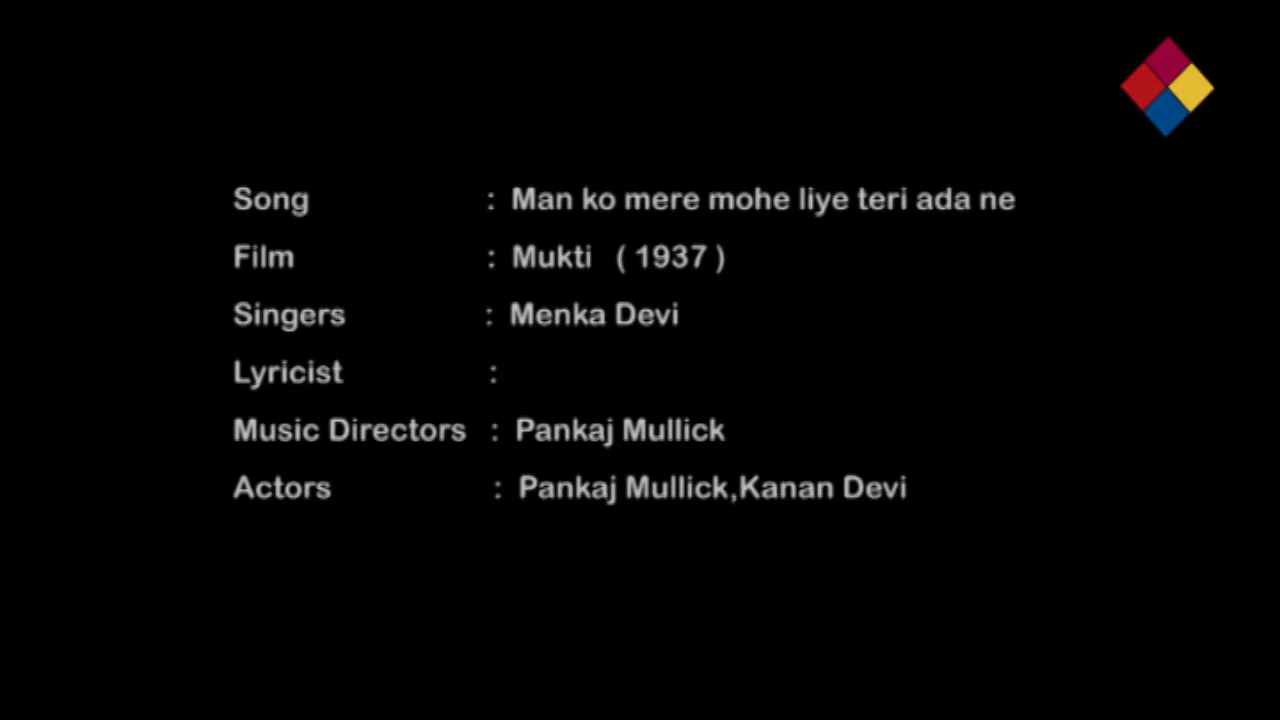 Song : Man ko mere mohe liye teri ada ne
Film : Mukti ( 1937 )
Singers : Menka Devi
Lyricist :
Music Directors : Pankaj Mullick
Actors : Pankaj Mullick,Kanan Devi